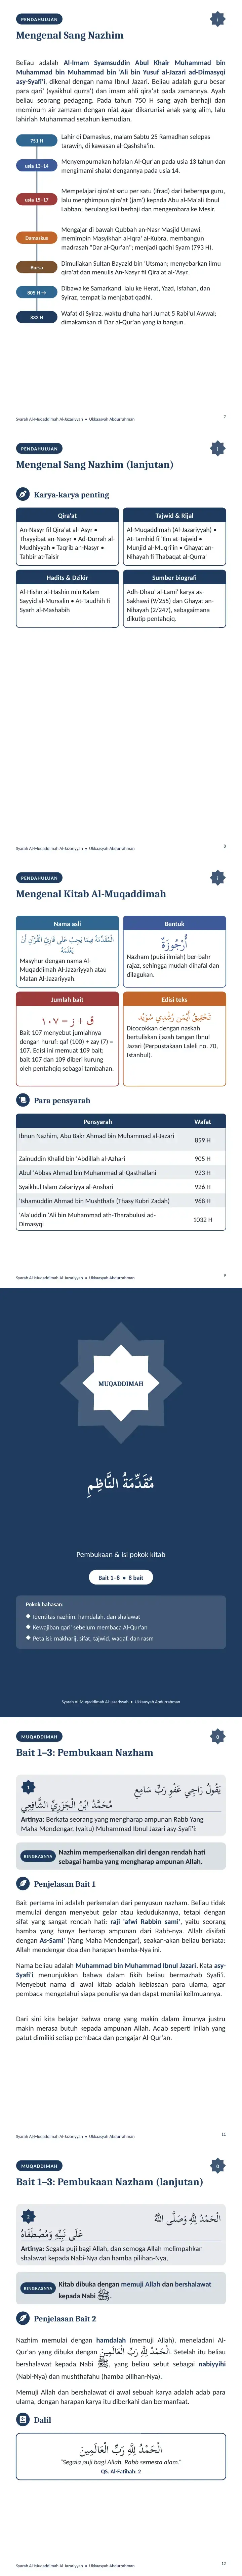 PENDAHULUAN
i
Mengenal Sang Nazhim
Beliau adalah Al-Imam Syamsuddin Abul Khair Muhammad bin
Muhammad bin Muhammad bin 'Ali bin Yusuf al-Jazari ad-Dimasyqi
asy-Syafi'i, dikenal dengan nama Ibnul Jazari. Beliau adalah guru besar
para qari' (syaikhul qurra') dan imam ahli qira'at pada zamannya. Ayah
beliau seorang pedagang. Pada tahun 750 H sang ayah berhaji dan
meminum air zamzam dengan niat agar dikaruniai anak yang alim, lalu
lahirlah Muhammad setahun kemudian.
751 H
Lahir di Damaskus, malam Sabtu 25 Ramadhan selepas
tarawih, di kawasan al-Qashsha'in.
usia 13–14
Menyempurnakan hafalan Al-Qur'an pada usia 13 tahun dan
mengimami shalat dengannya pada usia 14.
usia 15–17
Mempelajari qira'at satu per satu (ifrad) dari beberapa guru,
lalu menghimpun qira'at (jam') kepada Abu al-Ma'ali Ibnul
Labban; berulang kali berhaji dan mengembara ke Mesir.
Damaskus
Mengajar di bawah Qubbah an-Nasr Masjid Umawi,
memimpin Masyikhah al-Iqra' al-Kubra, membangun
madrasah "Dar al-Qur'an"; menjadi Qadhi Syam (793 H).
Bursa
Dimuliakan Sultan Bayazid bin 'Utsman; menyebarkan ilmu
qira'at dan menulis An-Nasyr fil Qira'at al-'Asyr.
805 H →
Dibawa ke Samarkand, lalu ke Herat, Yazd, Isfahan, dan
Syiraz, tempat ia menjabat qadhi.
833 H
Wafat di Syiraz, waktu dhuha hari Jumat 5 Rabi'ul Awwal;
dimakamkan di Dar al-Qur'an yang ia bangun.
Syarah Al-Muqaddimah Al-Jazariyyah • Ukkaasyah Abdurrahman
7
PENDAHULUAN
i
Mengenal Sang Nazhim (lanjutan)
Karya-karya penting
Qira'at
An-Nasyr fil Qira'at al-'Asyr •
Thayyibat an-Nasyr • Ad-Durrah al-
Mudhiyyah • Taqrib an-Nasyr •
Tahbir at-Taisir
Tajwid & Rijal
Al-Muqaddimah (Al-Jazariyyah) •
At-Tamhid fi 'Ilm at-Tajwid •
Munjid al-Muqri'in • Ghayat an-
Nihayah fi Thabaqat al-Qurra'
Hadits & Dzikir
Al-Hishn al-Hashin min Kalam
Sayyid al-Mursalin • At-Taudhih fi
Syarh al-Mashabih
Sumber biografi
Adh-Dhau' al-Lami' karya as-
Sakhawi (9/255) dan Ghayat an-
Nihayah (2/247), sebagaimana
dikutip pentahqiq.
Syarah Al-Muqaddimah Al-Jazariyyah • Ukkaasyah Abdurrahman
8
PENDAHULUAN
i
Mengenal Kitab Al-Muqaddimah
Nama asli
الْمُقَدِّمَةُ فِيمَا يَجِبُ عَلَى قَارِئِ الْقُرْآنِ أَنْ
يَعْلَمَهُ
Masyhur dengan nama Al-
Muqaddimah Al-Jazariyyah atau
Matan Al-Jazariyyah.
Bentuk
أُرْجُوزَةٌ
Nazham (puisi ilmiah) ber-bahr
rajaz, sehingga mudah dihafal dan
dilagukan.
Jumlah bait
ق + ز = ١٠٧
Bait 107 menyebut jumlahnya
dengan huruf: qaf (100) + zay (7) =
107. Edisi ini memuat 109 bait;
bait 107 dan 109 diberi kurung
oleh pentahqiq sebagai tambahan.
Edisi teks
تَحْقِيقُ أَيْمَن رُشْدِي سُوَيْد
Dicocokkan dengan naskah
bertuliskan ijazah tangan Ibnul
Jazari (Perpustakaan Laleli no. 70,
Istanbul).
Para pensyarah
Pensyarah
Wafat
Ibnun Nazhim, Abu Bakr Ahmad bin Muhammad al-Jazari
859 H
Zainuddin Khalid bin 'Abdillah al-Azhari
905 H
Abul 'Abbas Ahmad bin Muhammad al-Qasthallani
923 H
Syaikhul Islam Zakariyya al-Anshari
926 H
'Ishamuddin Ahmad bin Mushthafa (Thasy Kubri Zadah)
968 H
'Ala'uddin 'Ali bin Muhammad ath-Tharabulusi ad-
Dimasyqi
1032 H
Syarah Al-Muqaddimah Al-Jazariyyah • Ukkaasyah Abdurrahman
9
MUQADDIMAH
مُقَدِّمَةُ النَّاظِمِ
Pembukaan & isi pokok kitab
Bait 1–8 • 8 bait
Pokok bahasan:
Identitas nazhim, hamdalah, dan shalawat
Kewajiban qari' sebelum membaca Al-Qur'an
Peta isi: makharij, sifat, tajwid, waqaf, dan rasm
Syarah Al-Muqaddimah Al-Jazariyyah • Ukkaasyah Abdurrahman
MUQADDIMAH
0
Bait 1–3: Pembukaan Nazham
1
يَقُولُ رَاجِي عَفْوِ رَبٍّ سَامِعِ
مُحَمَّدُ ابْنُ الْجَزَرِيِّ الشَّافِعِي
Artinya: Berkata seorang yang mengharap ampunan Rabb Yang
Maha Mendengar, (yaitu) Muhammad Ibnul Jazari asy-Syafi'i:
RINGKASNYA
Nazhim memperkenalkan diri dengan rendah hati
sebagai hamba yang mengharap ampunan Allah.
Penjelasan Bait 1
Bait pertama ini adalah perkenalan dari penyusun nazham. Beliau tidak
memulai dengan menyebut gelar atau kedudukannya, tetapi dengan
sifat yang sangat rendah hati: raji 'afwi Rabbin sami', yaitu seorang
hamba yang hanya berharap ampunan dari Rabb-nya. Allah disifati
dengan As-Sami' (Yang Maha Mendengar), seakan-akan beliau berkata:
Allah mendengar doa dan harapan hamba-Nya ini.
Nama beliau adalah Muhammad bin Muhammad Ibnul Jazari. Kata asy-
Syafi'i menunjukkan bahwa dalam fikih beliau bermazhab Syafi'i.
Menyebut nama di awal kitab adalah kebiasaan para ulama, agar
pembaca mengetahui siapa penulisnya dan dapat menilai keilmuannya.
Dari sini kita belajar bahwa orang yang makin dalam ilmunya justru
makin merasa butuh kepada ampunan Allah. Adab seperti inilah yang
patut dimiliki setiap pembaca dan pengajar Al-Qur'an.
Syarah Al-Muqaddimah Al-Jazariyyah • Ukkaasyah Abdurrahman
11
MUQADDIMAH
0
Bait 1–3: Pembukaan Nazham (lanjutan)
2
الْحَمْدُ لِلَّهِ وَصَلَّى اللَّهُ
عَلَى نَبِيِّهِ وَمُصْطَفَاهُ
Artinya: Segala puji bagi Allah, dan semoga Allah melimpahkan
shalawat kepada Nabi-Nya dan hamba pilihan-Nya,
RINGKASNYA
Kitab dibuka dengan memuji Allah dan bershalawat
kepada Nabi ﷺ.
Penjelasan Bait 2
Nazhim memulai dengan hamdalah (memuji Allah), meneladani Al-
Qur'an yang dibuka dengan الْحَمْدُ لِلَّهِ رَبِّ الْعَالَمِينَ. Setelah itu beliau
bershalawat kepada Nabi ﷺ, yang beliau sebut sebagai nabiyyihi
(Nabi-Nya) dan mushthafahu (hamba pilihan-Nya).
Memuji Allah dan bershalawat di awal sebuah karya adalah adab para
ulama, dengan harapan karya itu diberkahi dan bermanfaat.
Dalil
الْحَمْدُ لِلَّهِ رَبِّ الْعَالَمِينَ
"Segala puji bagi Allah, Rabb semesta alam."
QS. Al-Fatihah: 2
Syarah Al-Muqaddimah Al-Jazariyyah • Ukkaasyah Abdurrahman
12